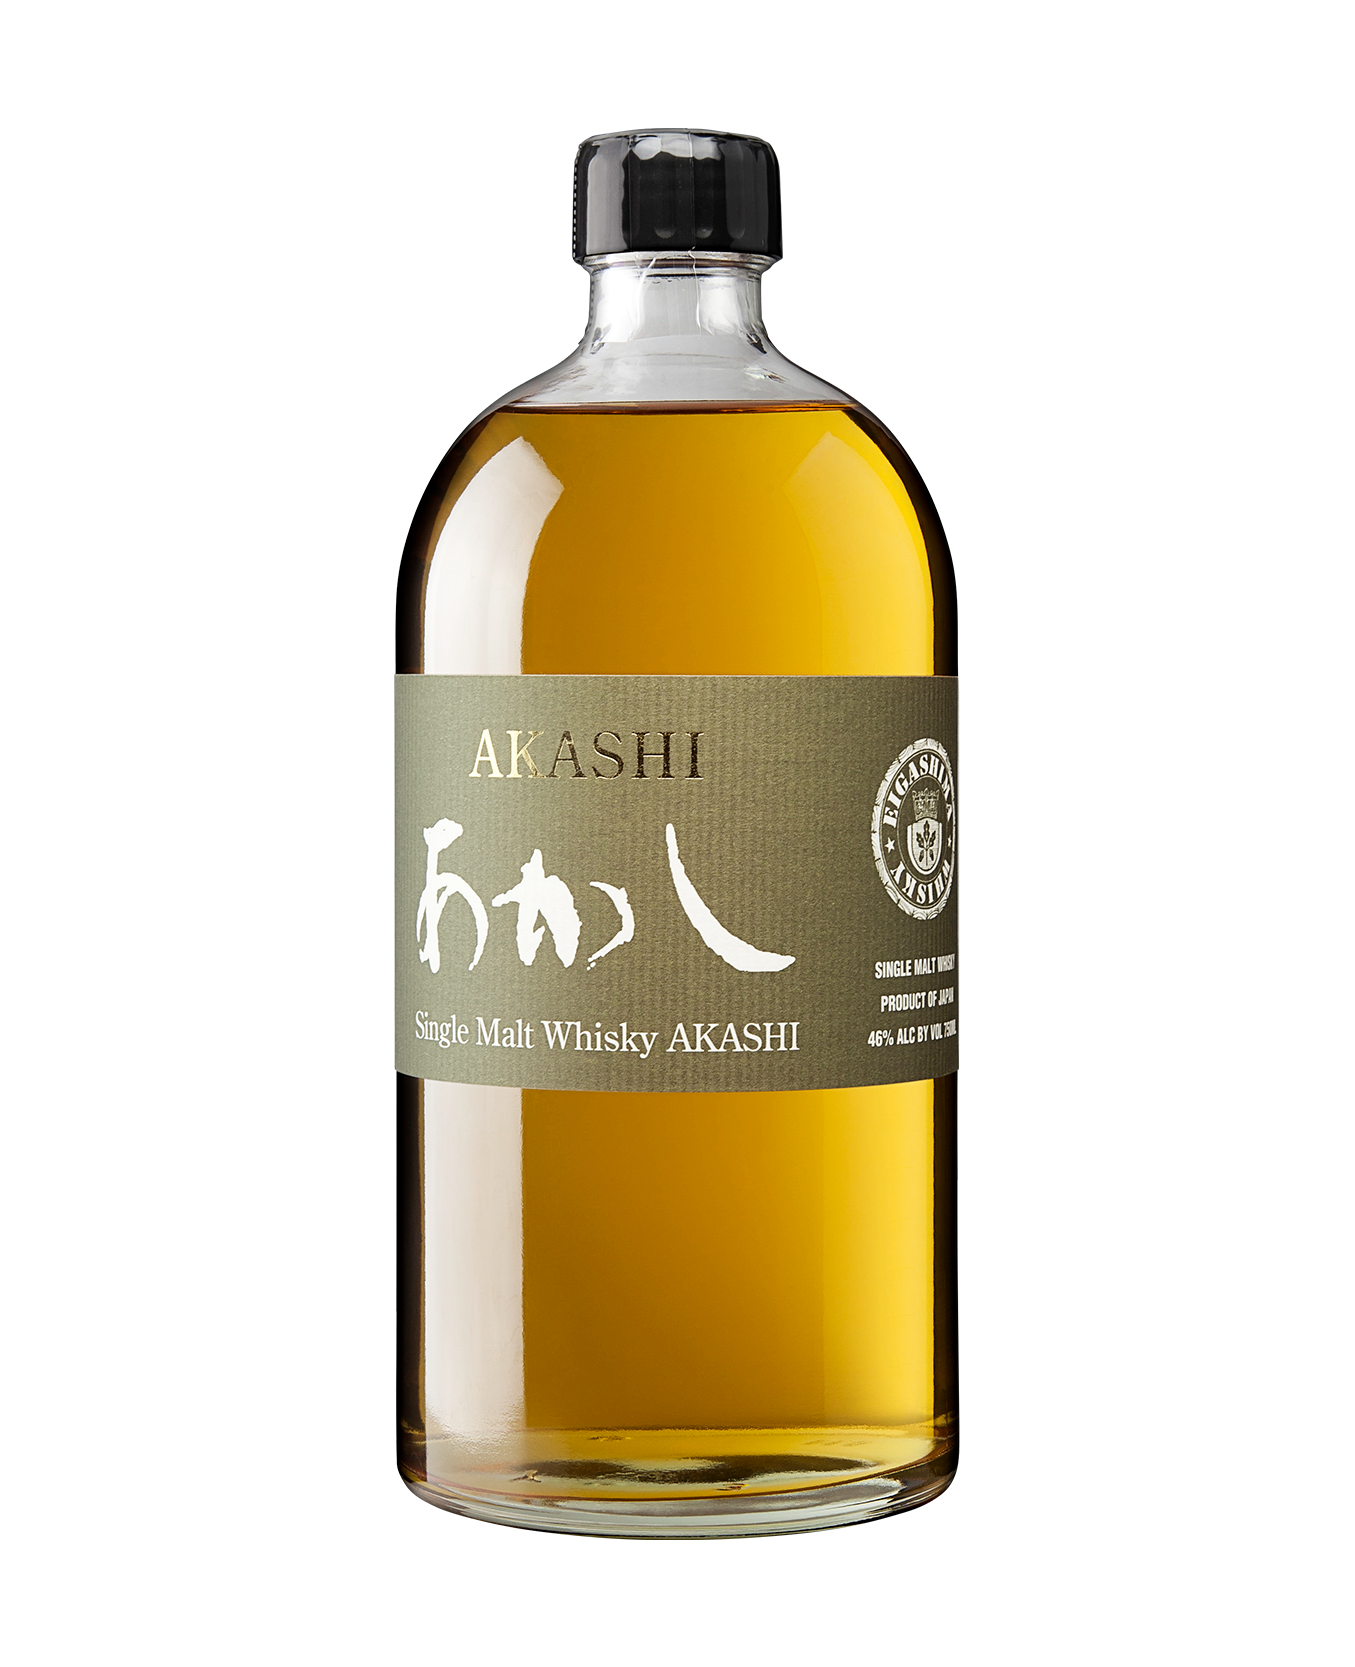 AKASHI
あかし
Single Malt Whisky AKASHI
EIGASHIMA
WHISKY
SINGLE MALT WHISKY
PRODUCT OF JAPAN
46% ALC BY VOL 750ML